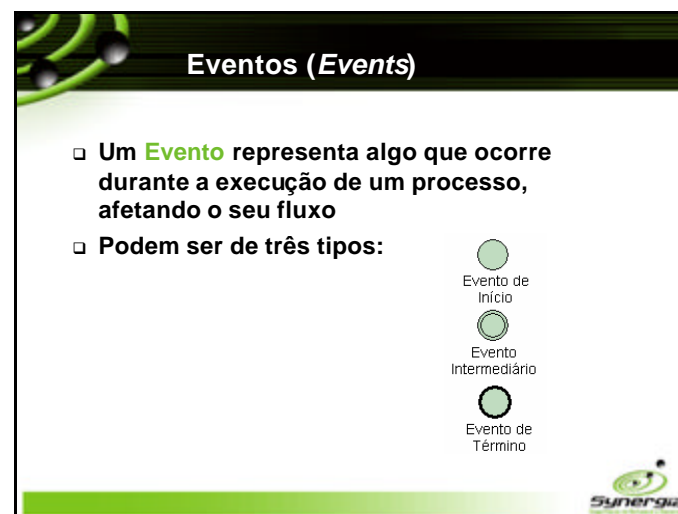 Eventos (Events)
Um Evento representa algo que ocorre
durante a execução de um processo,
afetando o seu fluxo
Podem ser de três tipos:
Evento de
Início
Evento
Intermediário
Evento de
Término
Synergia